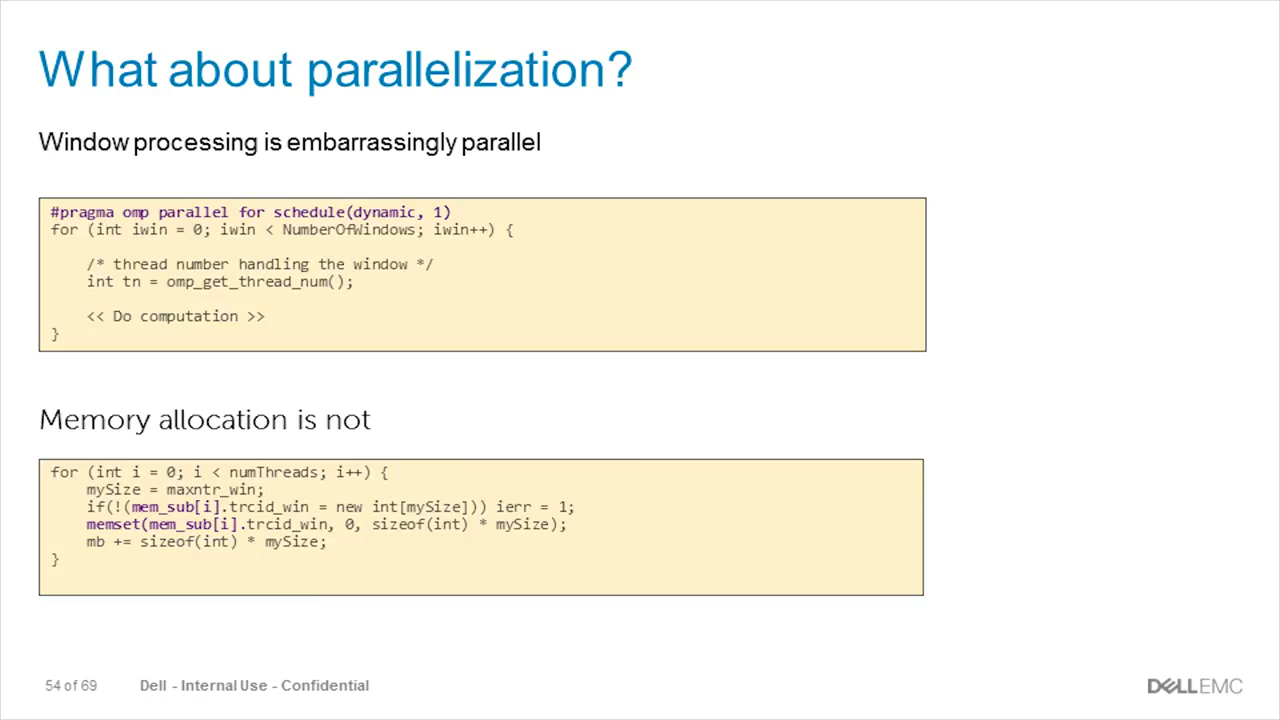 What about parallelization?
Window processing is embarrassingly parallel
#pragma omp parallel for schedule(dynamic, 1)
for (int iwin = 0; iwin < NumberOfWindows; iwin++) {
/* thread number handling the window */
int tn = omp_get_thread_num();
<< Do computation >>
}
Memory allocation is not
for (int i = 0; i < numThreads; i++) {
mySize = maxntr_win;
if(!(mem_sub[i].trcid_win = new int[mySize])) ierr = 1;
memset(mem_sub[i].trcid_win, 0, sizeof(int) * mySize);
mb += sizeof(int) * mySize;
}
54 of 69 Dell - Internal Use - Confidential
DELLEMC